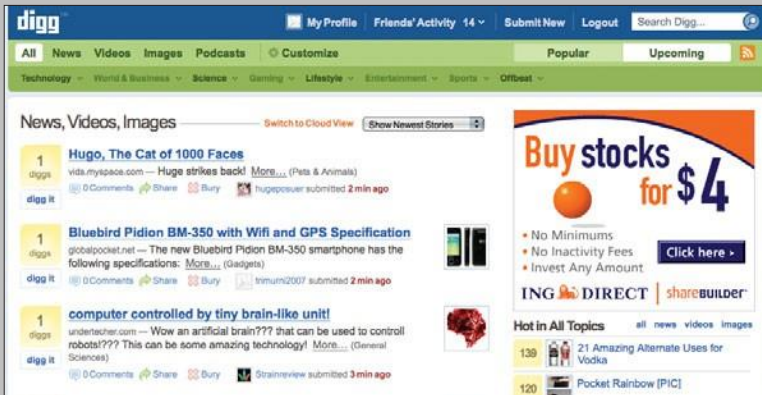 digg
My Profile Friends' Activity 14 Submit New Logout Search Digg...
All News Videos Images Podcasts Customize Popular Upcoming
Technology World & Business Science Gaming Lifestyle Entertainment Sports Offbeat
News, Videos, Images Switch to Cloud View Show Newest Stories
1
diggs
digg it
Hugo, The Cat of 1000 Faces
vids.myspace.com — Huge strikes back! More... (Pets & Animals)
0 Comments Share Bury hugeposuer submitted 2 min ago
1
diggs
digg it
Bluebird Pidion BM-350 with Wifi and GPS Specification
globalpocket.net — The new Bluebird Pidion BM-350 smartphone has the
following specifications: More... (Gadgets)
0 Comments Share Bury trimurni2007 submitted 2 min ago
1
diggs
digg it
computer controlled by tiny brain-like unit!
undertecher.com — Wow an artificial brain??? that can be used to controll
robots!??? This can be some amazing technology! More... (General
Sciences)
0 Comments Share Bury Strainreview submitted 3 min ago
Buy stocks
for $4
• No Minimums
• No Inactivity Fees
• Invest Any Amount
Click here
ING DIRECT | SHAREBUILDER
Hot in All Topics all news videos images
139 21 Amazing Alternate Uses for
Vodka
120 Pocket Rainbow [PIC]